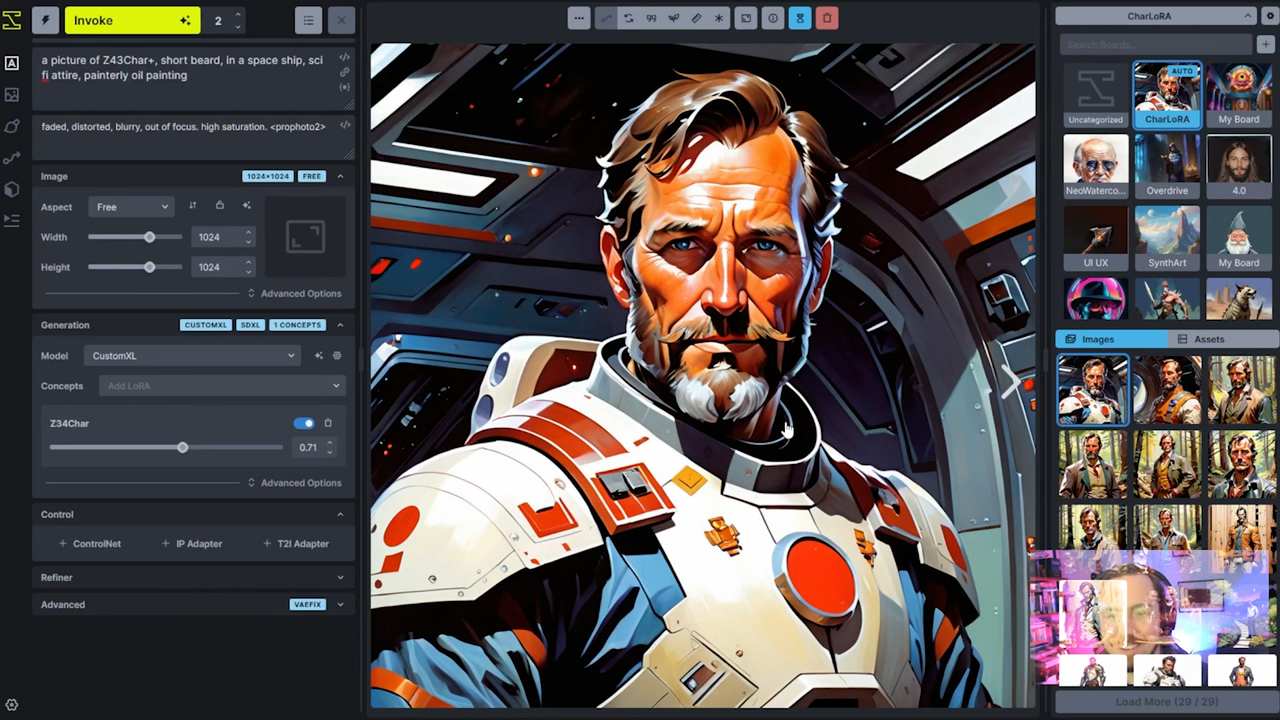 Invoke
2
CharLoRA
Search Boards...
a picture of Z43Char+, short beard, in a space ship, sci
fi attire, painterly oil painting
faded, distorted, blurry, out of focus. high saturation. <prophoto2>
Image
1024×1024
FREE
Aspect
Free
Width
1024
Height
1024
Advanced Options
Generation
CUSTOMXL
SDXL
1 CONCEPTS
Model
CustomXL
Concepts
Add LoRA
Z34Char
0.71
Advanced Options
Control
+ ControlNet
+ IP Adapter
+ T2I Adapter
Refiner
Advanced
VAEFIX
AUTO
Uncategorized
CharLoRA
My Board
NeoWaterco...
Overdrive
4.0
UI UX
SynthArt
My Board
Images
Assets
Load More (29 / 29)